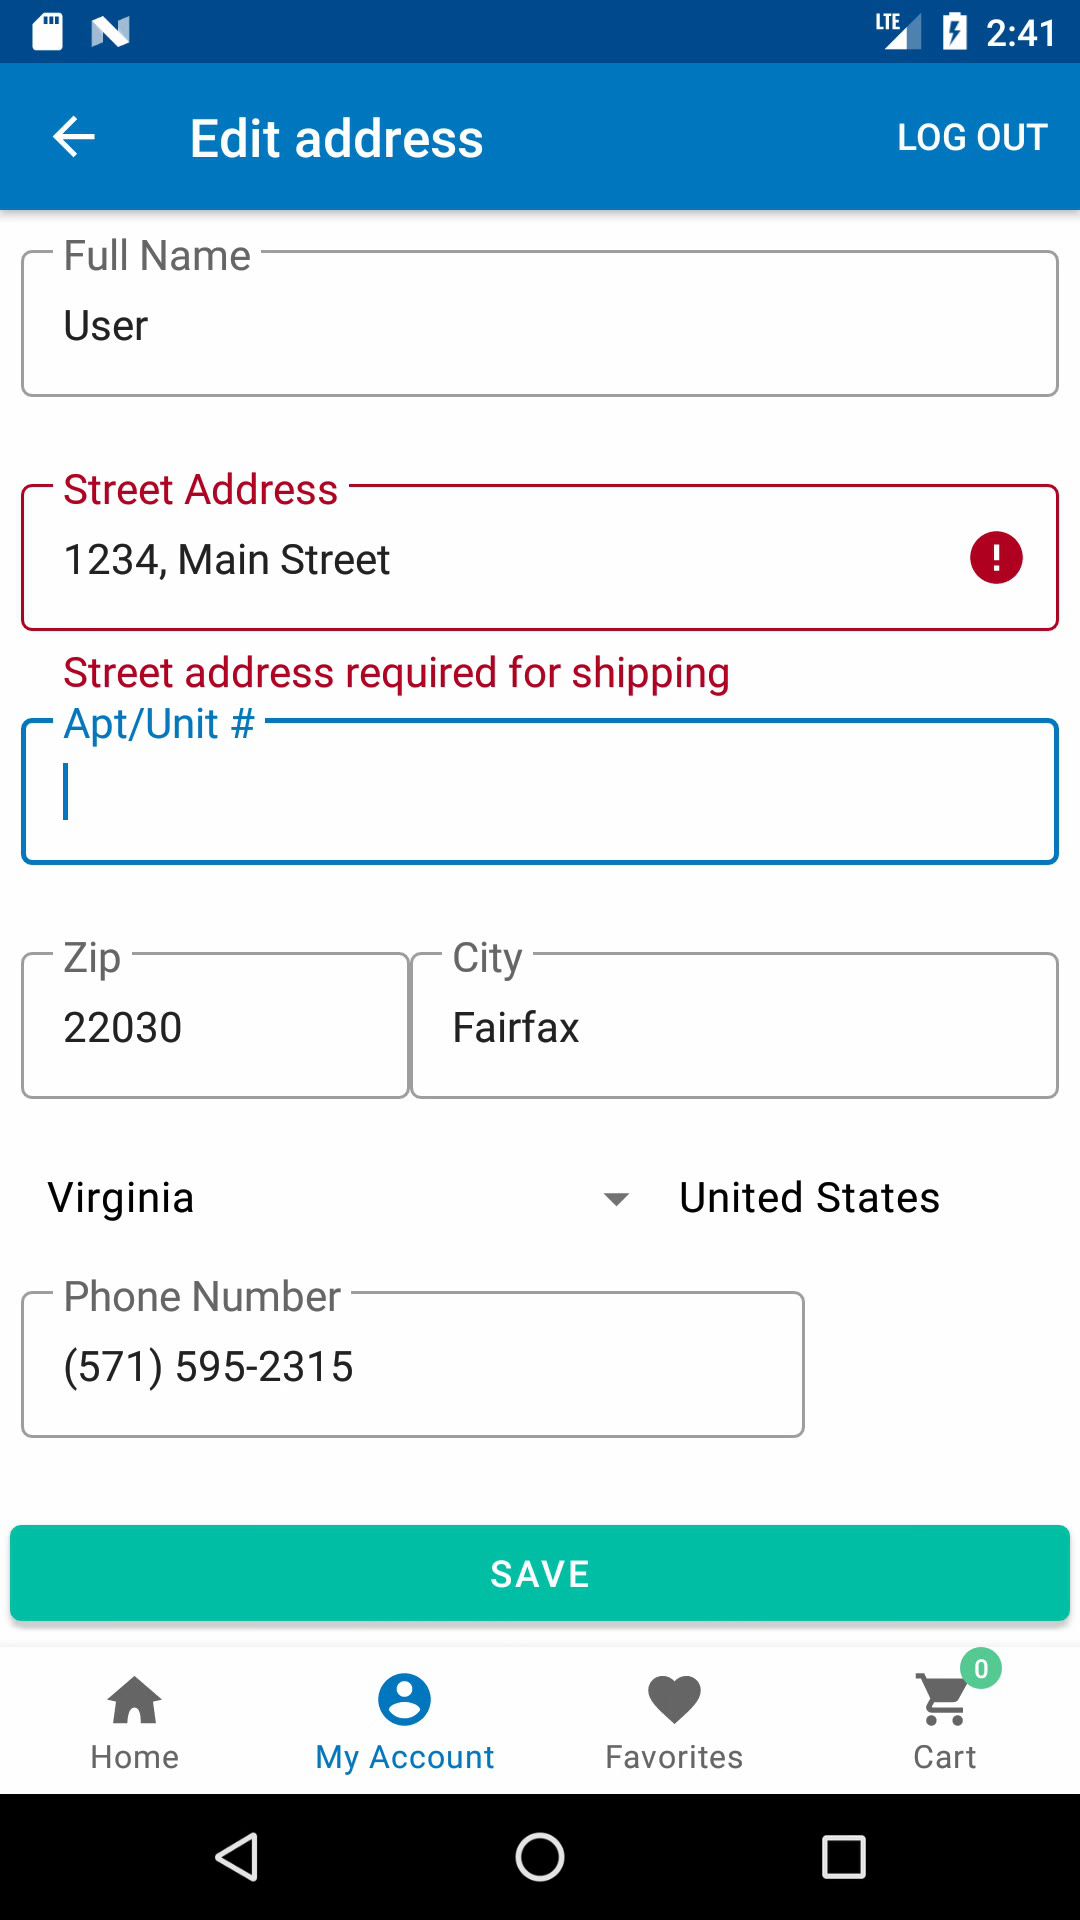 LTE 2:41
Edit address LOG OUT
Full Name
User
Street Address
1234, Main Street
Street address required for shipping
Apt/Unit #
Zip City
22030 Fairfax
Virginia United States
Phone Number
(571) 595-2315
SAVE
0
Home My Account Favorites Cart